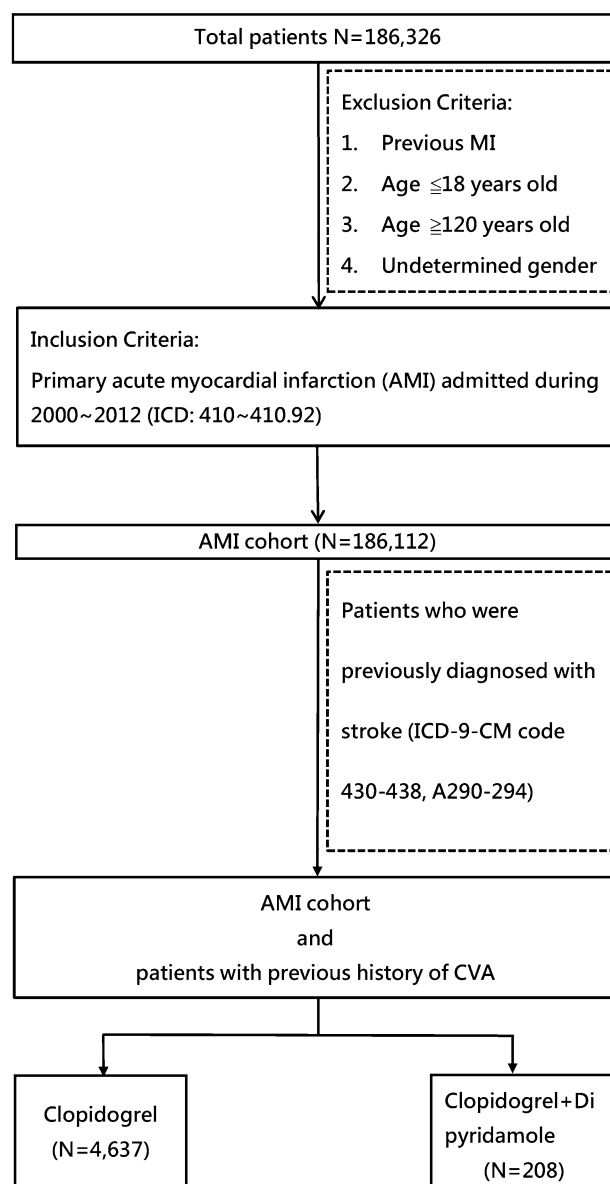 Total patients N=186,326
Exclusion Criteria:
1. Previous MI
2. Age ≦18 years old
3. Age ≧120 years old
4. Undetermined gender
Inclusion Criteria:
Primary acute myocardial infarction (AMI) admitted during
2000~2012 (ICD: 410~410.92)
AMI cohort (N=186,112)
Patients who were
previously diagnosed with
stroke (ICD-9-CM code
430-438, A290-294)
AMI cohort
and
patients with previous history of CVA
Clopidogrel
(N=4,637)
Clopidogrel+Di
pyridamole
(N=208)